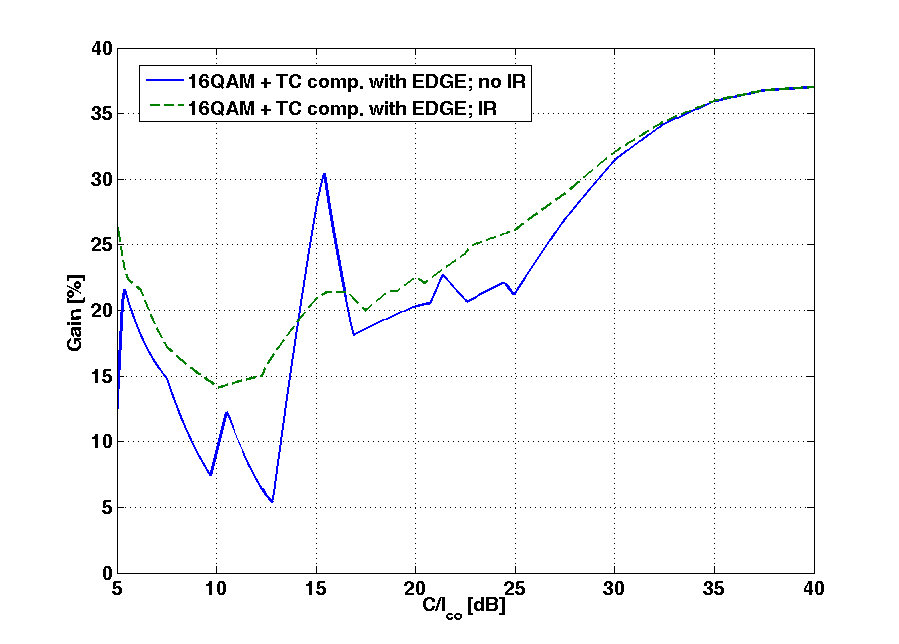 40
35
30
25
20
15
10
5
0
Gain [%]
16QAM + TC comp. with EDGE; no IR
16QAM + TC comp. with EDGE; IR
5 10 15 20 25 30 35 40
C/I_co [dB]